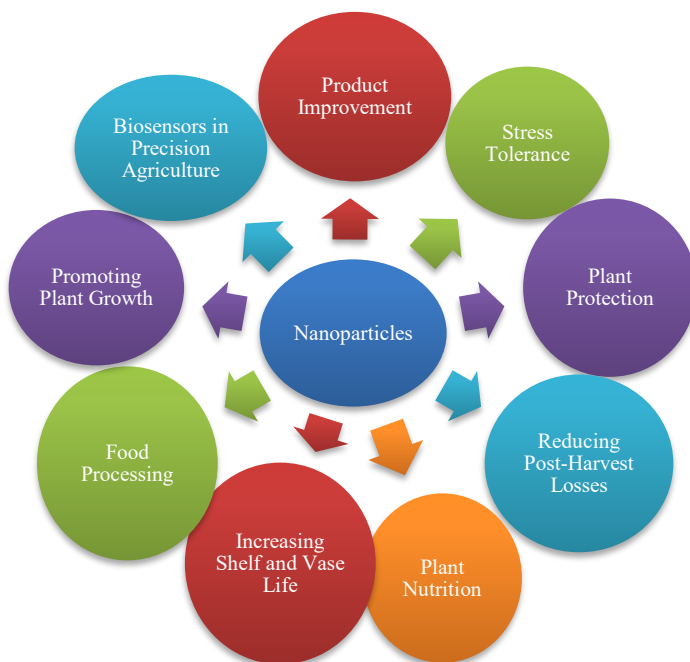 Product
Improvement
Stress
Tolerance
Plant
Protection
Reducing
Post-Harvest
Losses
Plant
Nutrition
Increasing
Shelf and Vase
Life
Food
Processing
Promoting
Plant Growth
Biosensors in
Precision
Agriculture
Nanoparticles